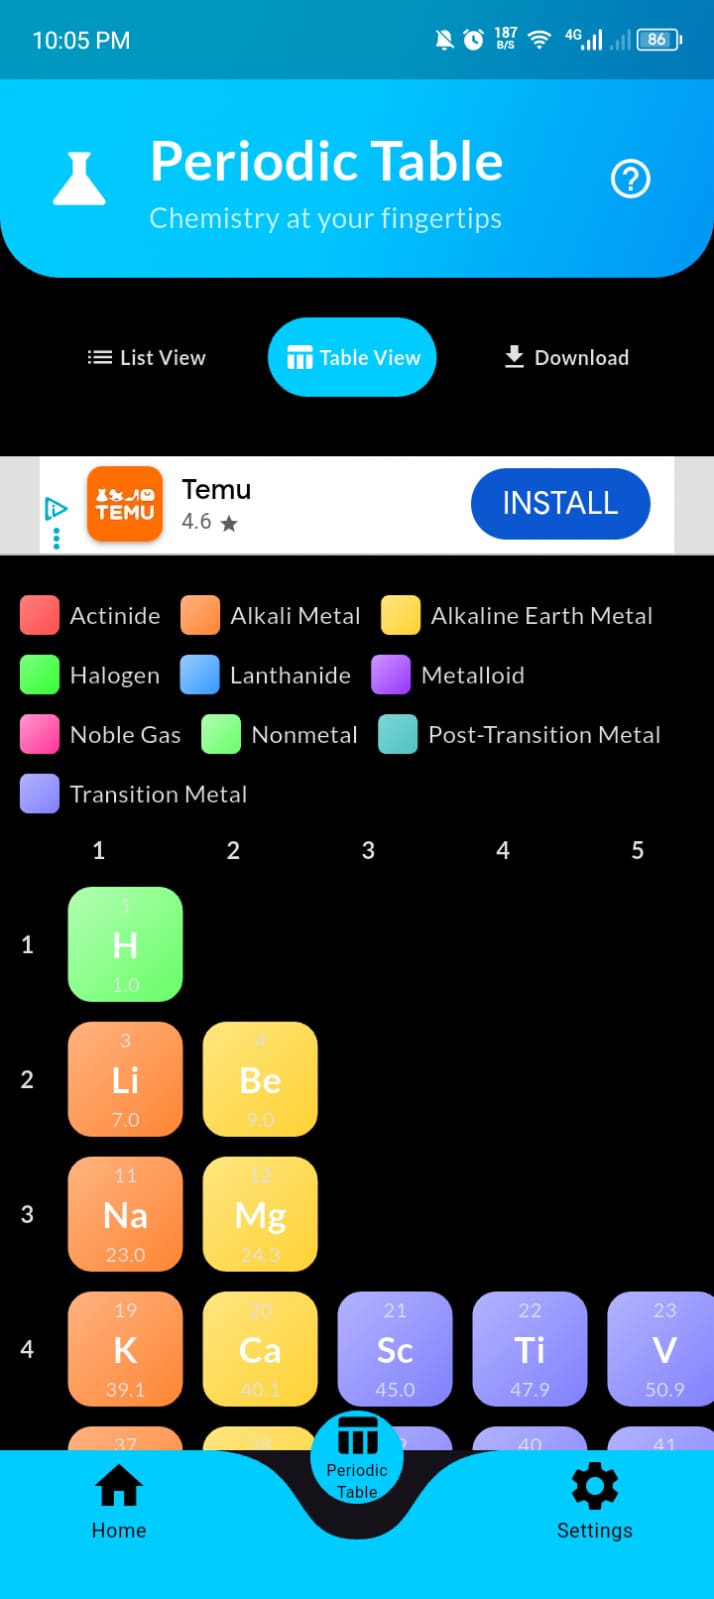 10:05 PM 187 B/S 4G 86
Periodic Table
Chemistry at your fingertips
List View Table View Download
TEMU
Temu
4.6 ★
INSTALL
Actinide Alkali Metal Alkaline Earth Metal
Halogen Lanthanide Metalloid
Noble Gas Nonmetal Post-Transition Metal
Transition Metal
1 2 3 4 5
1
1
H
1.0
2
3 4
Li Be
7.0 9.0
3
11 12
Na Mg
23.0 24.3
4
19 20 21 22 23
K Ca Sc Ti V
39.1 40.1 45.0 47.9 50.9
37 38 40 41
Periodic
Table
Home Settings